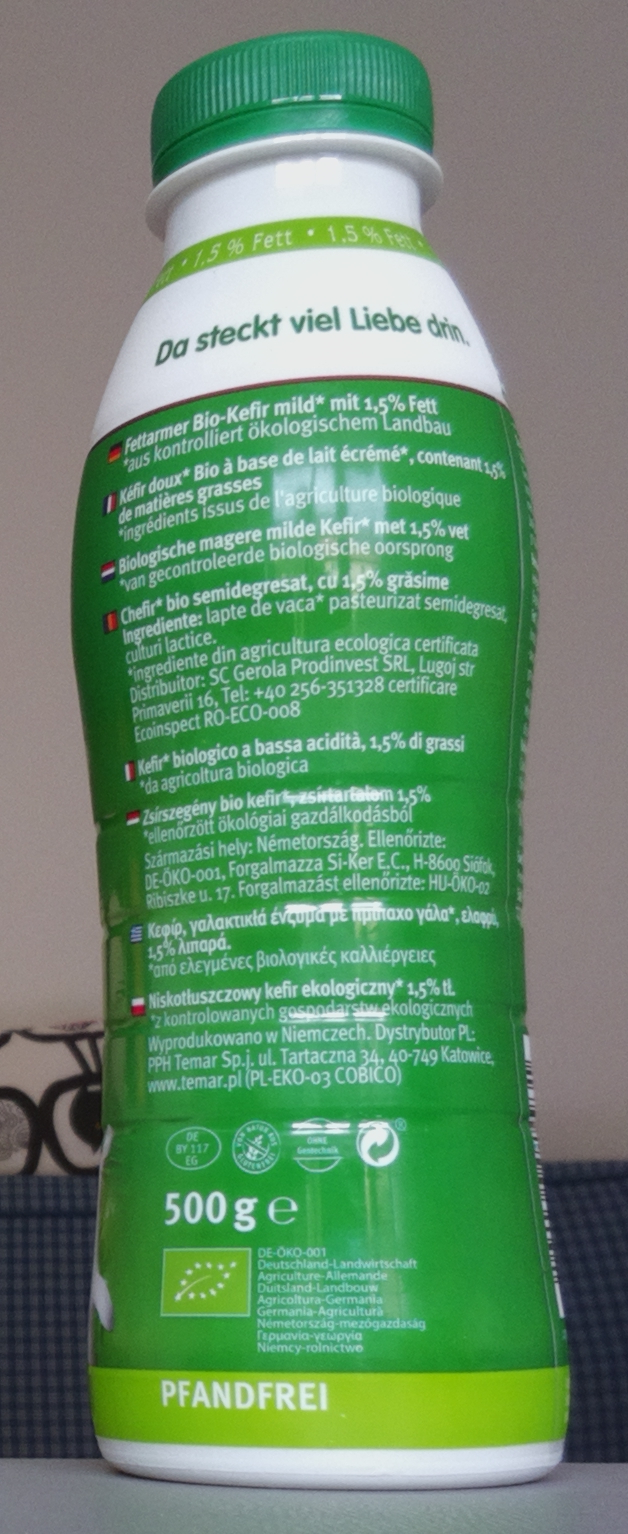 1,5 % Fett • 1,5 % Fett
Da steckt viel Liebe drin.
Fettarmer Bio-Kefir mild* mit 1,5% Fett
*aus kontrolliert ökologischem Landbau
Kéfir doux* Bio à base de lait écrémé*, contenant 1,5%
de matières grasses
*ingrédients issus de l'agriculture biologique
Biologische magere milde Kefir* met 1,5% vet
*van gecontroleerde biologische oorsprong
Chefir* bio semidegresat, cu 1,5% grăsime
Ingrediente: lapte de vaca* pasteurizat semidegresat,
culturi lactice.
*ingrediente din agricultura ecologica certificata
Distribuitor: SC Gerola Prodinvest SRL, Lugoj str
Primaverii 16, Tel: +40 256-351328 certificare
Ecoinspect RO-ECO-008
Kefir* biologico a bassa acidità, 1,5% di grassi
*da agricoltura biologica
Zsírszegény bio kefir*, zsírtartalom 1,5%
*ellenőrzött ökológiai gazdálkodásból
Származási hely: Németország. Ellenőrizte:
DE-ÖKO-001, Forgalmazza Si-Ker E.C., H-8600 Siófok,
Ribiszke u. 17. Forgalmazást ellenőrizte: HU-ÖKO-02
Κεφίρ, γαλακτικλά ένζυμα με πρόπαχο γάλα*, ελαφρύ,
1,5% λιπαρά.
*από ελεγμένες βιολογικές καλλιέργειες
Niskotłuszczowy kefir ekologiczny* 1,5% tł.
*z kontrolowanych gospodarstw ekologicznych
Wyprodukowano w Niemczech. Dystrybutor PL:
PPH Temar Sp.j. ul. Tartaczna 34, 40-749 Katowice,
www.temar.pl (PL-EKO-03 COBICO)
DE
BY 117
EG
VON NATUR AUS GLUTENFREI
OHNE
Gentechnik
500 g e
DE-ÖKO-001
Deutschland-Landwirtschaft
Agriculture-Allemande
Duitsland-Landbouw
Agricoltura-Germania
Germania-Agricultură
Németország-mezőgazdaság
Γερμανία-γεωργία
Niemcy-rolnictwo
PFANDFREI